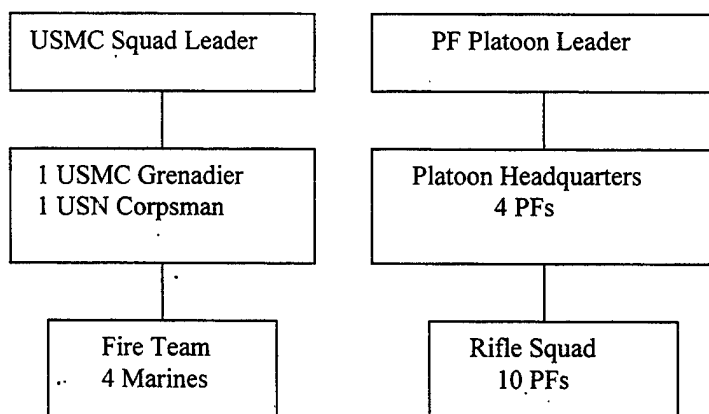 USMC Squad Leader
PF Platoon Leader
1 USMC Grenadier
1 USN Corpsman
Platoon Headquarters
4 PFs
Fire Team
4 Marines
Rifle Squad
10 PFs